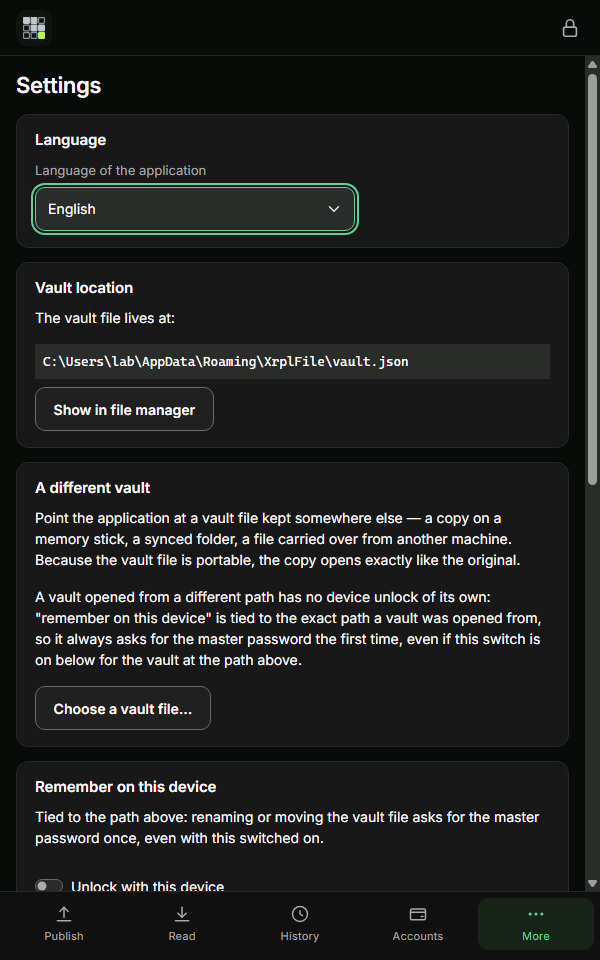 Settings
Language
Language of the application
English
Vault location
The vault file lives at:
C:\Users\lab\AppData\Roaming\XrplFile\vault.json
Show in file manager
A different vault
Point the application at a vault file kept somewhere else — a copy on a
memory stick, a synced folder, a file carried over from another machine.
Because the vault file is portable, the copy opens exactly like the original.
A vault opened from a different path has no device unlock of its own:
"remember on this device" is tied to the exact path a vault was opened from,
so it always asks for the master password the first time, even if this switch is
on below for the vault at the path above.
Choose a vault file...
Remember on this device
Tied to the path above: renaming or moving the vault file asks for the master
password once, even with this switched on.
Unlock with this device
Publish
Read
History
Accounts
More